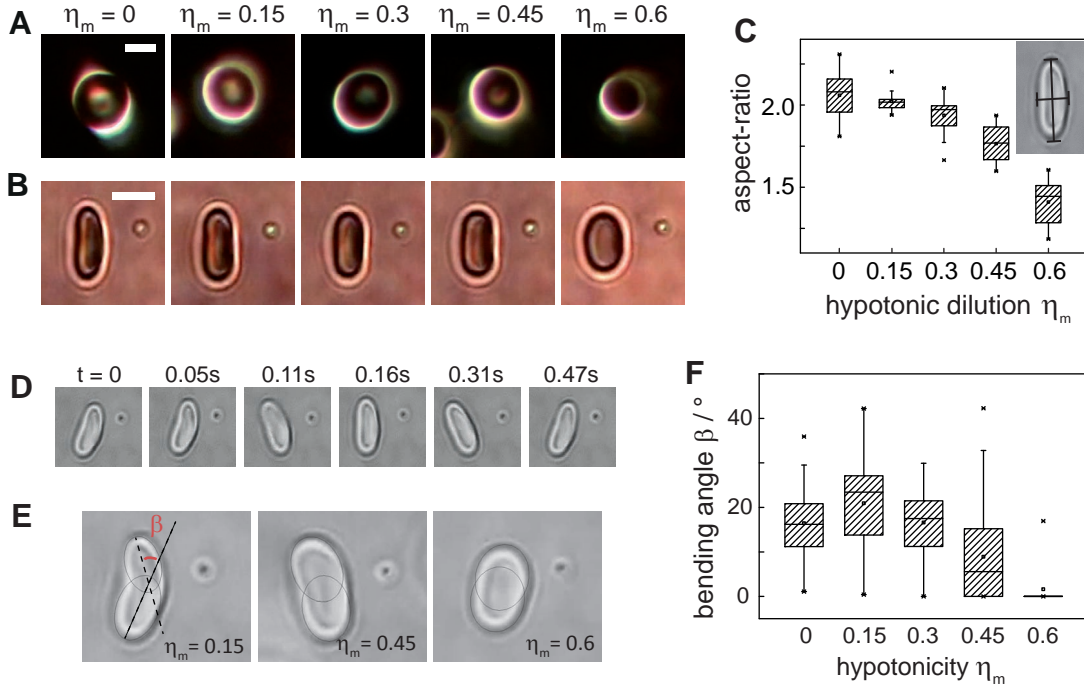 A
η_m = 0
η_m = 0.15
η_m = 0.3
η_m = 0.45
η_m = 0.6
B
C
aspect-ratio
2.0
1.5
0
0.15
0.3
0.45
0.6
hypotonic dilution η_m
D
t = 0
0.05s
0.11s
0.16s
0.31s
0.47s
E
β
η_m = 0.15
η_m = 0.45
η_m = 0.6
F
bending angle β / °
40
20
0
0
0.15
0.3
0.45
0.6
hypotonicity η_m